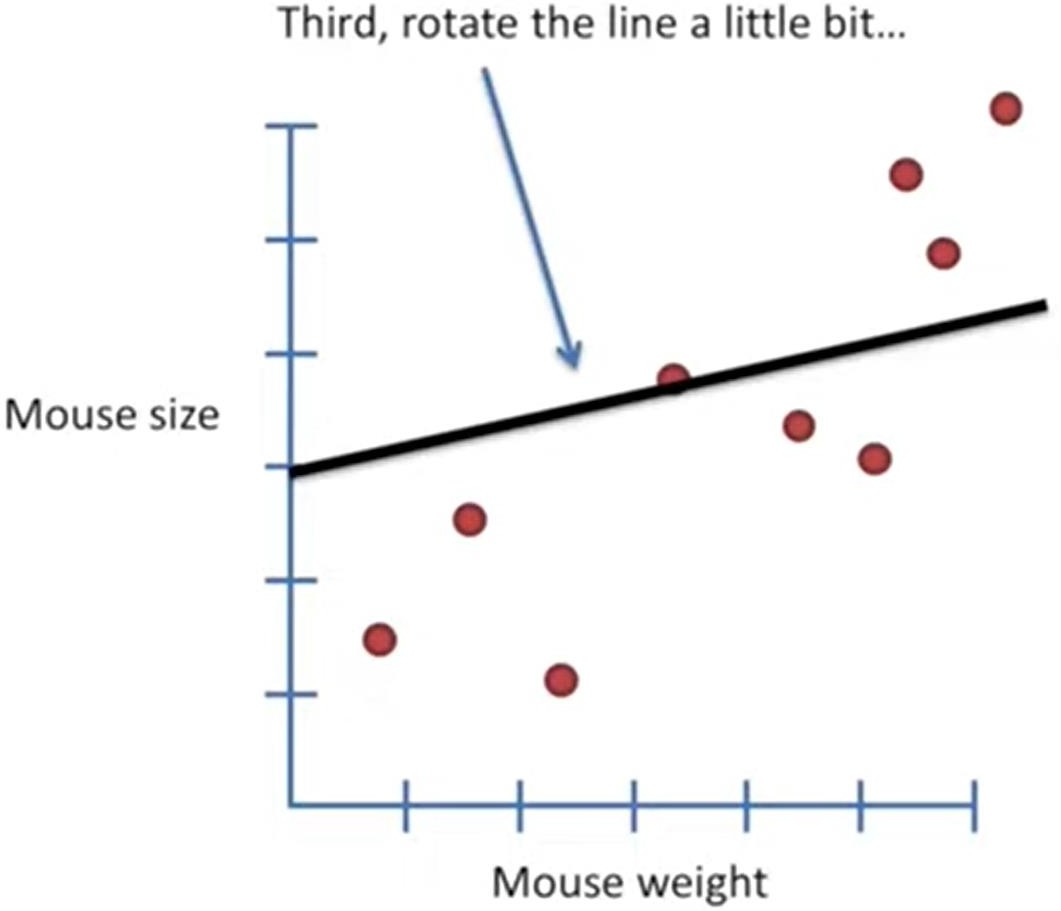 Third, rotate the line a little bit...
Mouse size
Mouse weight